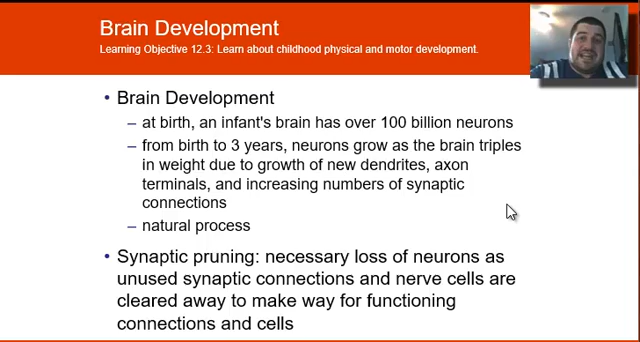 Brain Development
Learning Objective 12.3: Learn about childhood physical and motor development.
• Brain Development
– at birth, an infant's brain has over 100 billion neurons
– from birth to 3 years, neurons grow as the brain triples
in weight due to growth of new dendrites, axon
terminals, and increasing numbers of synaptic
connections
– natural process
• Synaptic pruning: necessary loss of neurons as
unused synaptic connections and nerve cells are
cleared away to make way for functioning
connections and cells